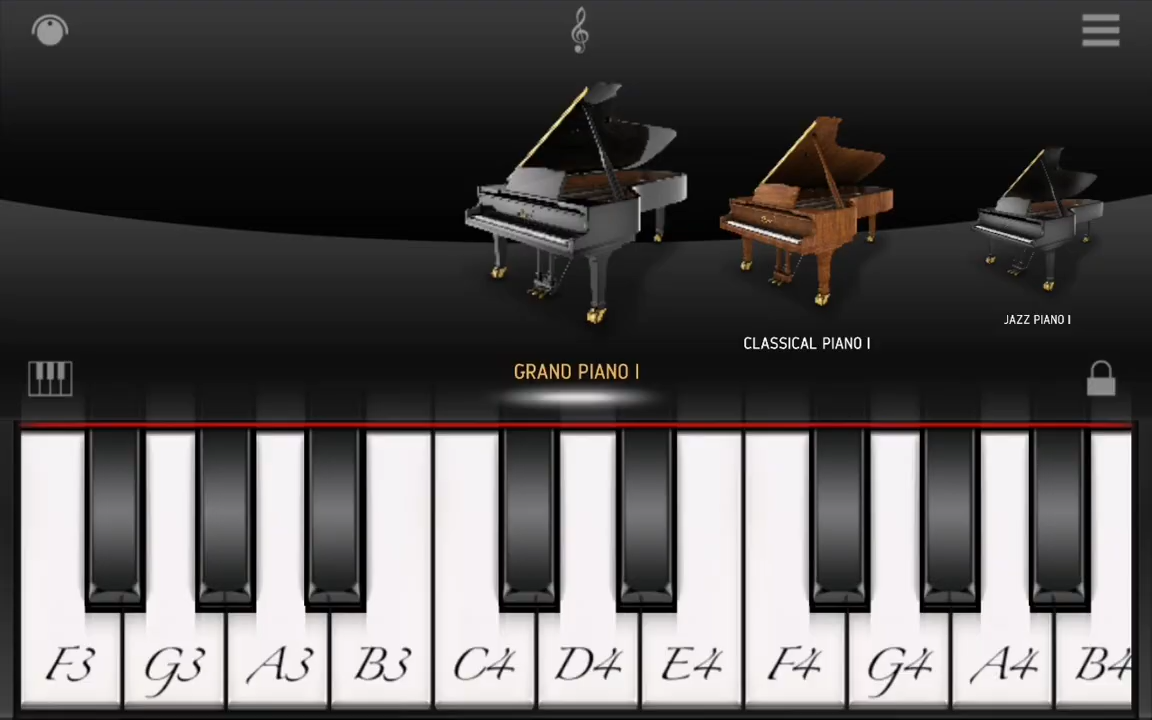 JAZZ PIANO I
CLASSICAL PIANO I
GRAND PIANO I
F3 G3 A3 B3 C4 D4 E4 F4 G4 A4 B4